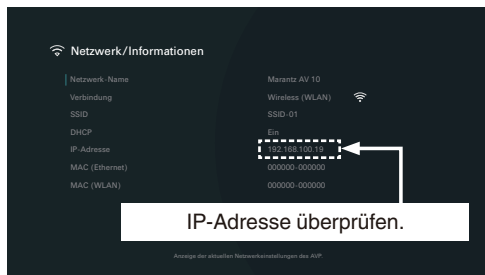 Netzwerk/Informationen
Netzwerk-Name Marantz AV 10
Verbindung Wireless (WLAN)
SSID SSID-01
DHCP Ein
IP-Adresse 192.168.100.19
MAC (Ethernet) 000000-000000
MAC (WLAN) 000000-000000
IP-Adresse überprüfen.
Anzeige der aktuellen Netzwerkeinstellungen des AVP.